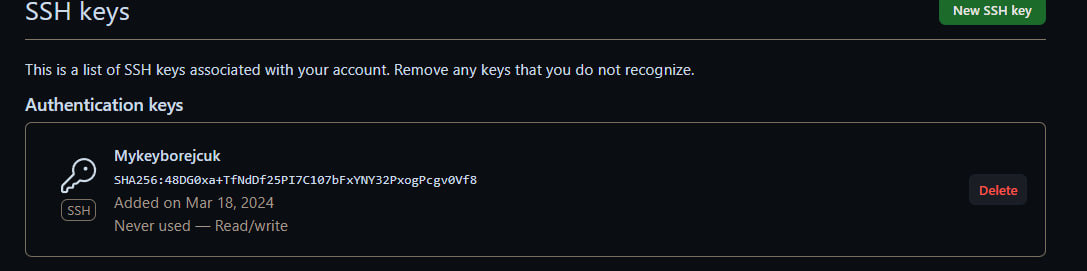 SSH keys
New SSH key
This is a list of SSH keys associated with your account. Remove any keys that you do not recognize.
Authentication keys
Mykeyborejcuk
SHA256:48DG0xa+TfNdDf25PI7C107bFxYNY32PxogPcgv0Vf8
Added on Mar 18, 2024
Never used — Read/write
SSH
Delete